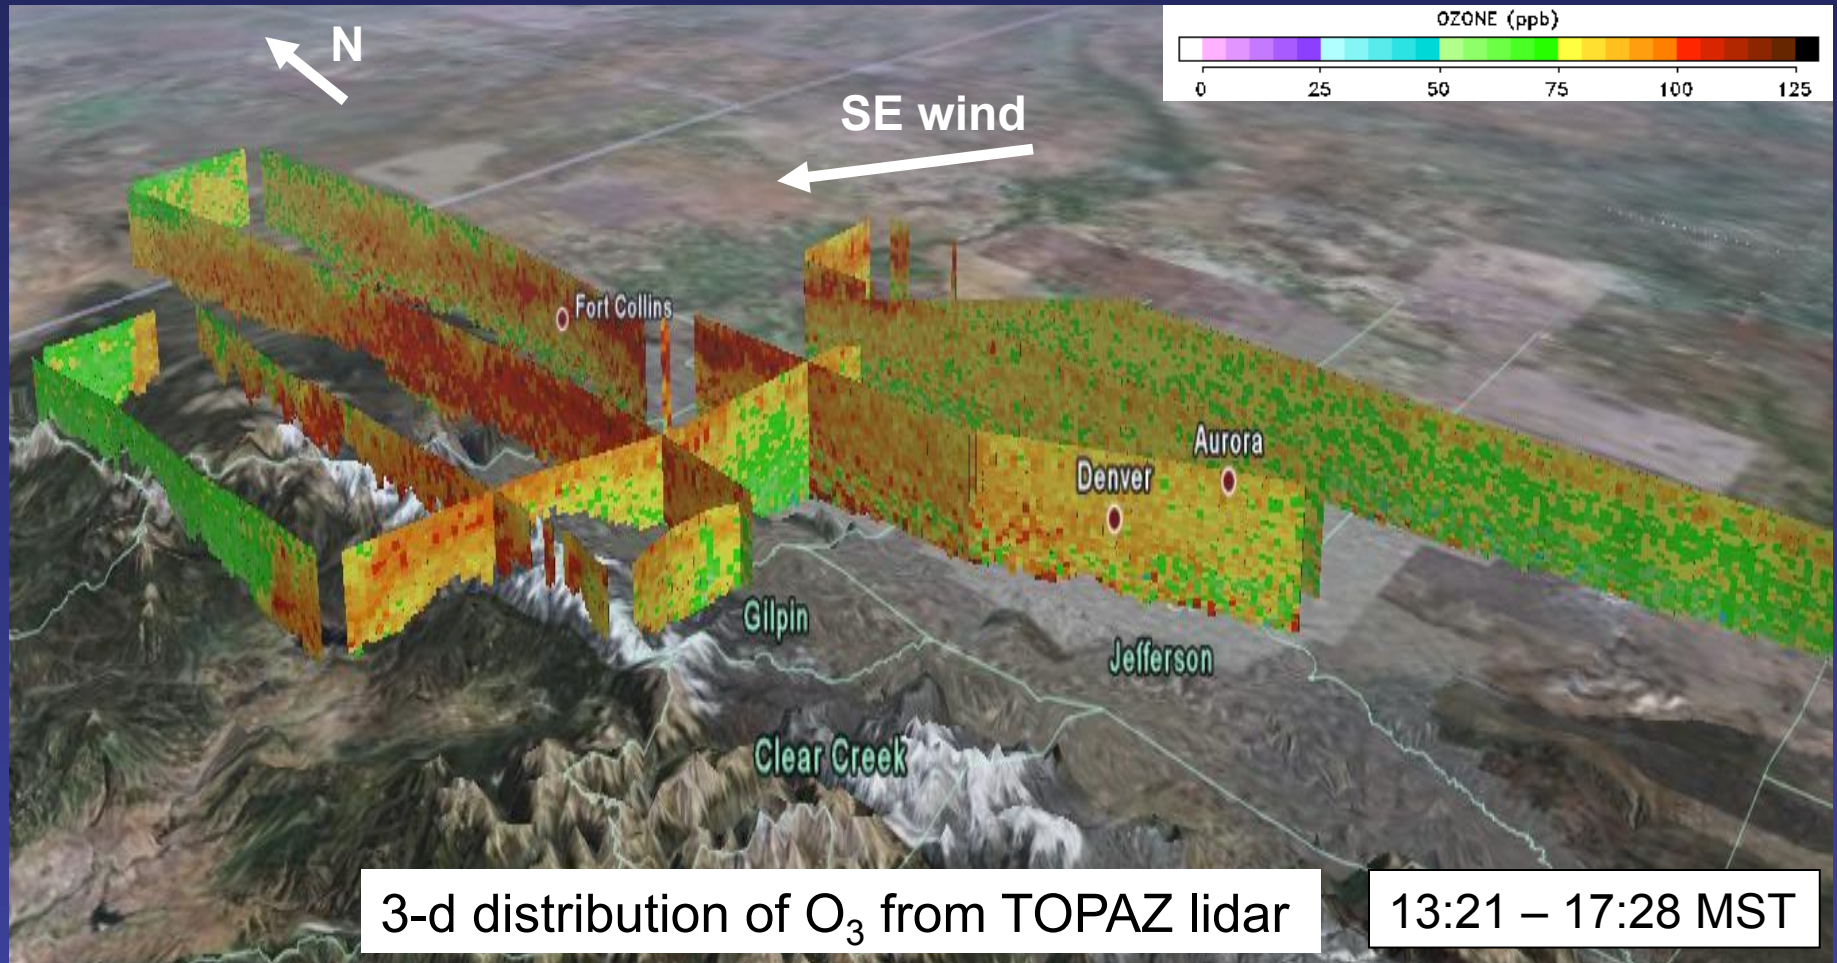 OZONE (ppb)
0 25 50 75 100 125
N
SE wind
Fort Collins
Aurora
Denver
Gilpin
Jefferson
Clear Creek
3-d distribution of O₃ from TOPAZ lidar
13:21 – 17:28 MST